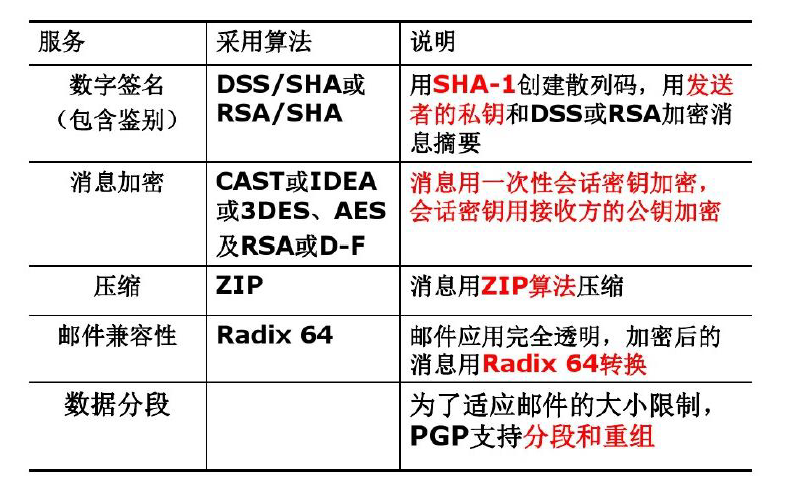 服务
采用算法
说明
数字签名
（包含鉴别）
DSS/SHA或
RSA/SHA
用SHA-1创建散列码，用发送
者的私钥和DSS或RSA加密消
息摘要
消息加密
CAST或IDEA
或3DES、AES
及RSA或D-F
消息用一次性会话密钥加密，
会话密钥用接收方的公钥加密
压缩
ZIP
消息用ZIP算法压缩
邮件兼容性
Radix 64
邮件应用完全透明，加密后的
消息用Radix 64转换
数据分段
为了适应邮件的大小限制，
PGP支持分段和重组